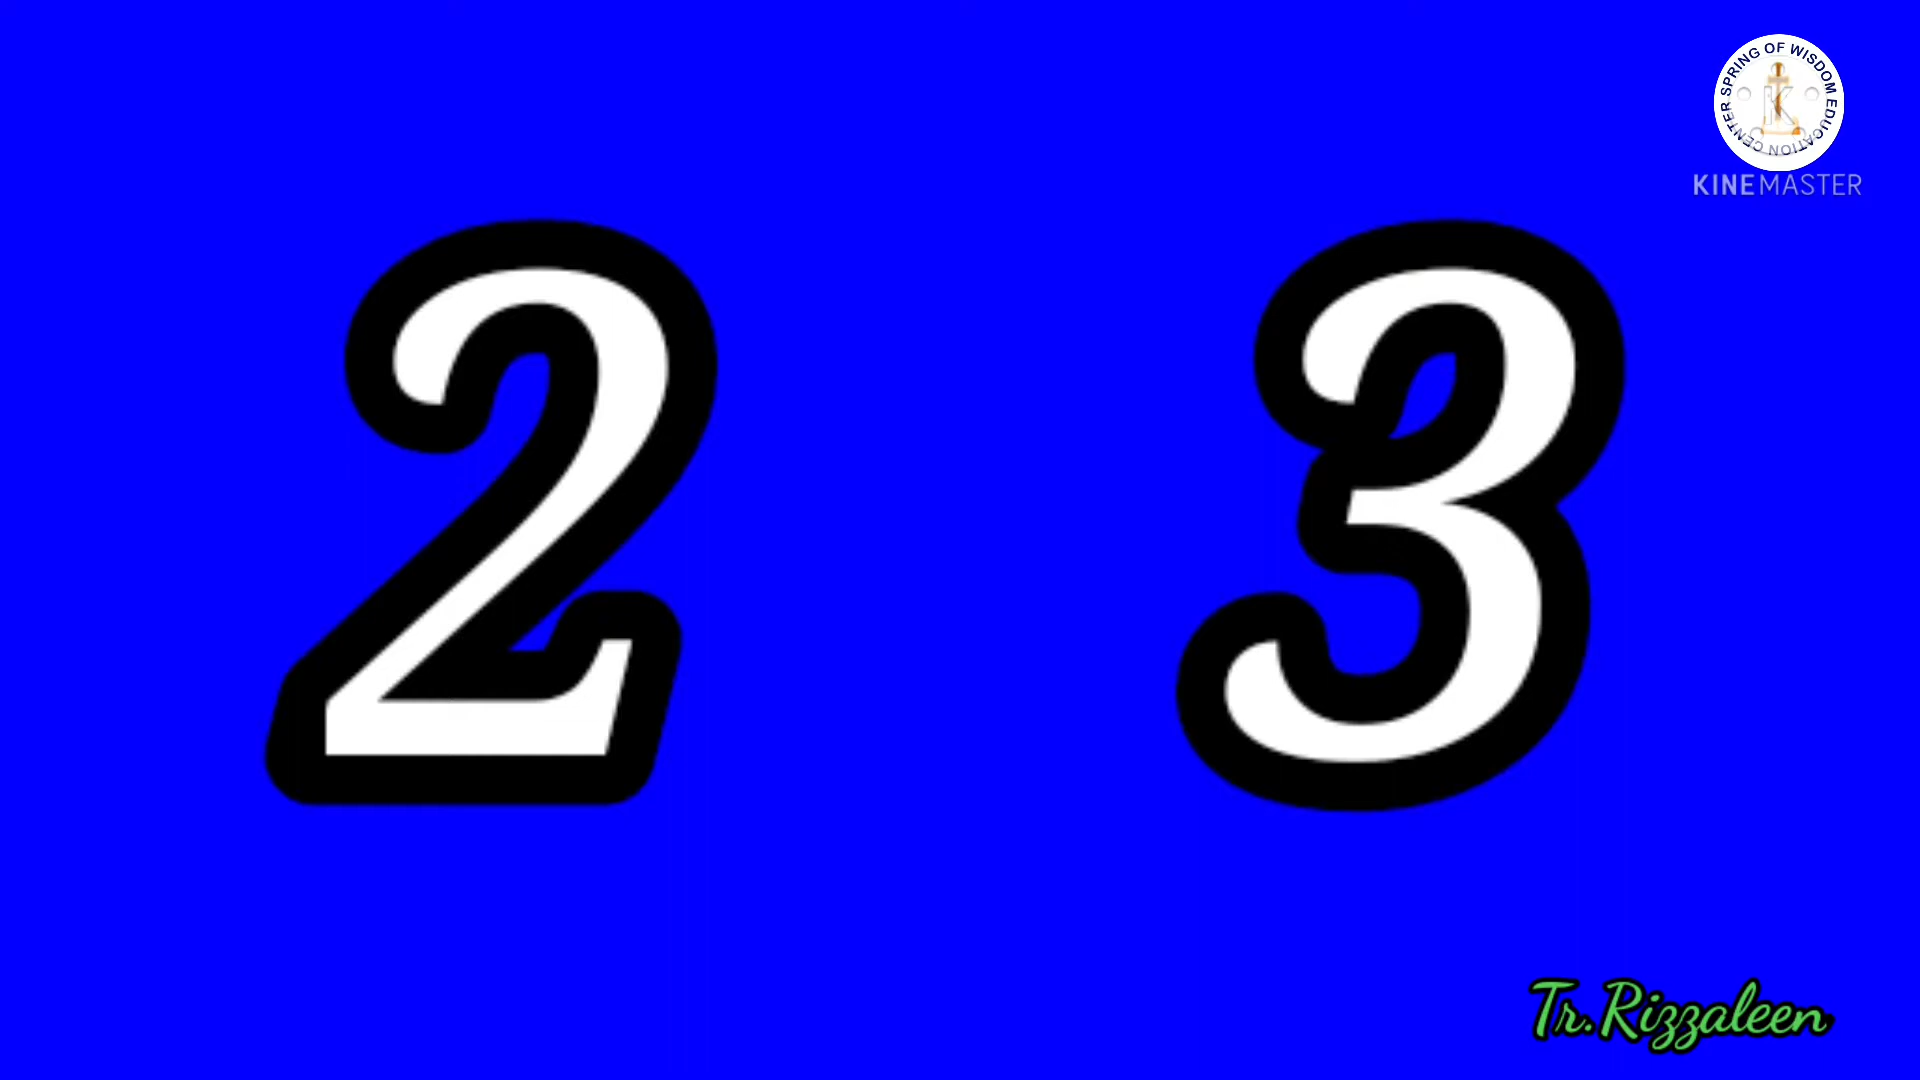 SPRING OF WISDOM EDUCATION CENTER
K
KINEMASTER
2 3
Tr.Rizzaleen